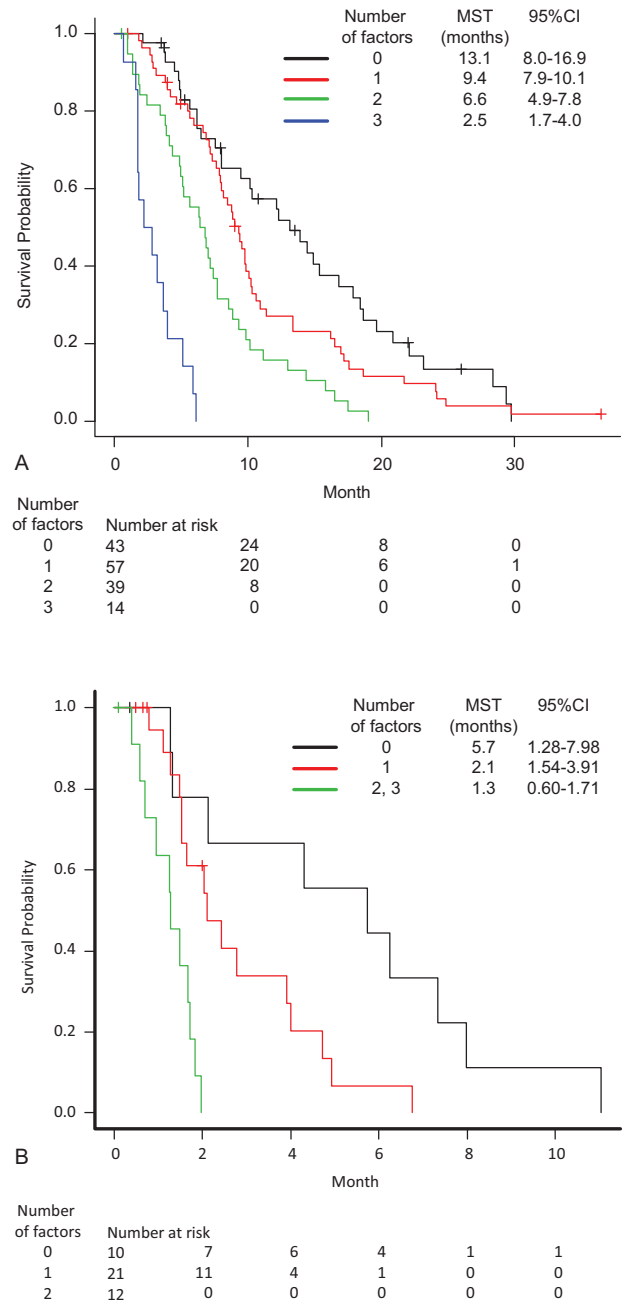 Number of factors MST (months) 95%CI
0 13.1 8.0-16.9
1 9.4 7.9-10.1
2 6.6 4.9-7.8
3 2.5 1.7-4.0
Survival Probability
1.0
0.8
0.6
0.4
0.2
0.0
0 10 20 30
Month
A
Number of factors Number at risk
0 43 24 8 0
1 57 20 6 1
2 39 8 0 0
3 14 0 0 0
Number of factors MST (months) 95%CI
0 5.7 1.28-7.98
1 2.1 1.54-3.91
2, 3 1.3 0.60-1.71
Survival Probability
1.0
0.8
0.6
0.4
0.2
0.0
0 2 4 6 8 10
Month
B
Number of factors Number at risk
0 10 7 6 4 1 1
1 21 11 4 1 0 0
2 12 0 0 0 0 0